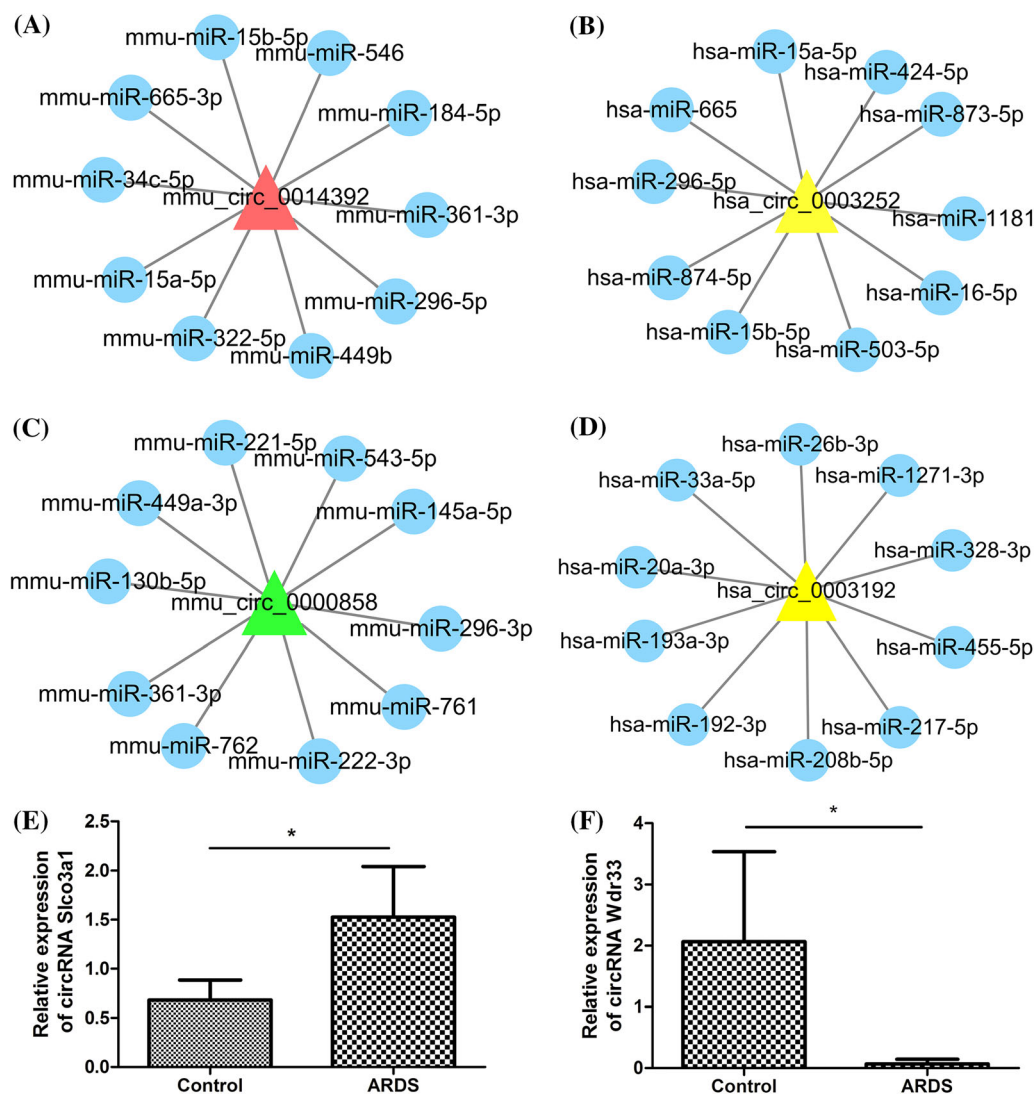 (A)
mmu-miR-15b-5p
mmu-miR-546
mmu-miR-665-3p
mmu-miR-184-5p
mmu-miR-34c-5p
mmu_circ_0014392
mmu-miR-361-3p
mmu-miR-15a-5p
mmu-miR-296-5p
mmu-miR-322-5p
mmu-miR-449b
(B)
hsa-miR-15a-5p
hsa-miR-424-5p
hsa-miR-665
hsa-miR-873-5p
hsa-miR-296-5p
hsa_circ_0003252
hsa-miR-1181
hsa-miR-874-5p
hsa-miR-16-5p
hsa-miR-15b-5p
hsa-miR-503-5p
(C)
mmu-miR-221-5p
mmu-miR-543-5p
mmu-miR-449a-3p
mmu-miR-145a-5p
mmu-miR-130b-5p
mmu_circ_0000858
mmu-miR-296-3p
mmu-miR-361-3p
mmu-miR-761
mmu-miR-762
mmu-miR-222-3p
(D)
hsa-miR-26b-3p
hsa-miR-33a-5p
hsa-miR-1271-3p
hsa-miR-328-3p
hsa-miR-20a-3p
hsa_circ_0003192
hsa-miR-193a-3p
hsa-miR-455-5p
hsa-miR-192-3p
hsa-miR-217-5p
hsa-miR-208b-5p
(E)
Relative expression
of circRNA Slco3a1
2.5
2.0
1.5
1.0
0.5
0.0
*
Control
ARDS
(F)
Relative expression
of circRNA Wdr33
4
3
2
1
0
*
Control
ARDS